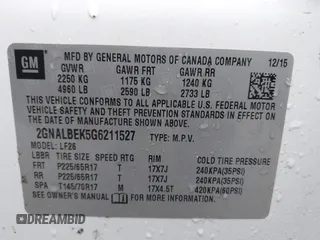 GM
MFD BY GENERAL MOTORS OF CANADA COMPANY 12/15
GVWR GAWR FRT GAWR RR
2250 KG 1175 KG 1240 KG
4960 LB 2590 LB 2733 LB
THIS VEHICLE CONFORMS TO ALL APPLICABLE U.S. FEDERAL MOTOR VEHICLE SAFETY AND THEFT PREVENTION STANDARDS IN EFFECT ON THE DATE OF MANUFACTURE SHOWN ABOVE.
2GNALBEK5G6211527 TYPE: M.P.V.
MODEL: LF26
TIRE SIZE SPEED RTG RIM COLD TIRE PRESSURE
FRT P225/65R17 T 17X7J 240KPA(35PSI)
RR P225/65R17 T 17X7J 240KPA(35PSI)
SPA T145/70R17 M 17X4.5T 420KPA(60PSI)
DREAMBID